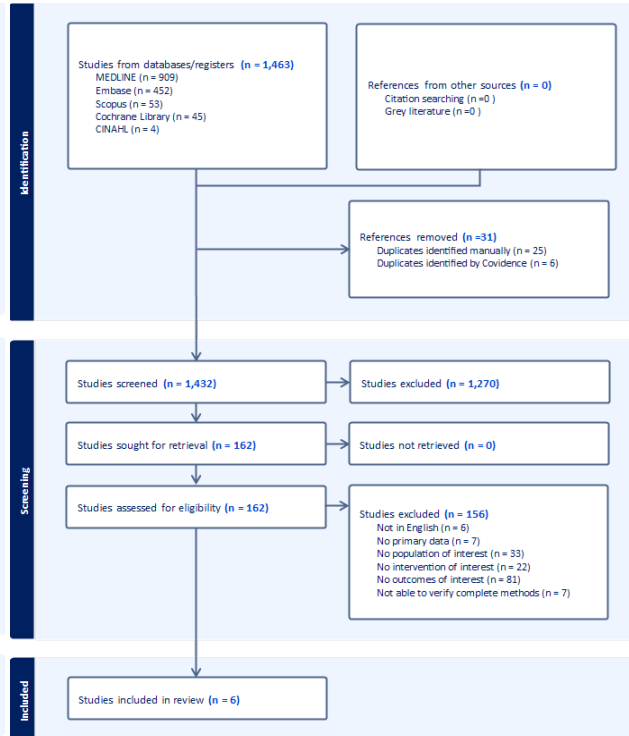 Identification
Studies from databases/registers (n = 1,463)
MEDLINE (n = 909)
Embase (n = 452)
Scopus (n = 53)
Cochrane Library (n = 45)
CINAHL (n = 4)
References from other sources (n = 0)
Citation searching (n =0 )
Grey literature (n =0 )
References removed (n =31)
Duplicates identified manually (n = 25)
Duplicates identified by Covidence (n = 6)
Screening
Studies screened (n = 1,432)
Studies excluded (n = 1,270)
Studies sought for retrieval (n = 162)
Studies not retrieved (n = 0)
Studies assessed for eligibility (n = 162)
Studies excluded (n = 156)
Not in English (n = 6)
No primary data (n = 7)
No population of interest (n = 33)
No intervention of interest (n = 22)
No outcomes of interest (n = 81)
Not able to verify complete methods (n = 7)
Included
Studies included in review (n = 6)